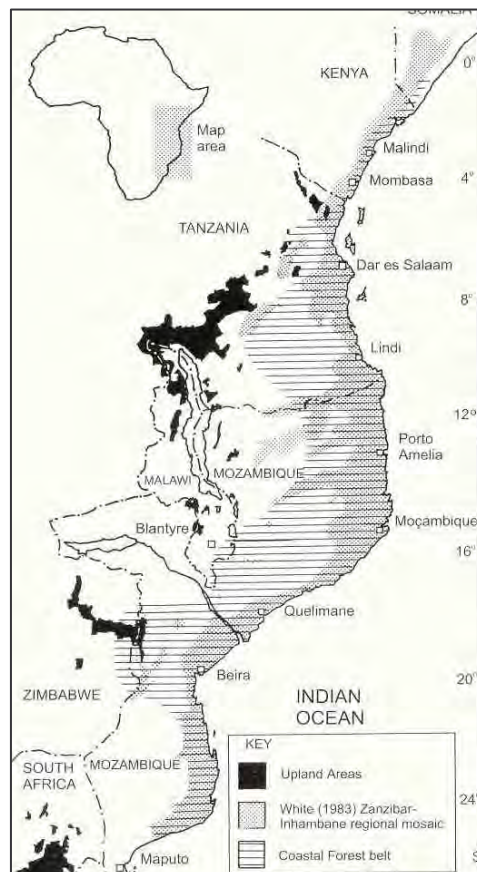 SOMALIA
0°
KENYA
Map
area
Malindi
Mombasa
4°
TANZANIA
Dar es Salaam
8°
Lindi
12°
Porto
Amelia
MALAWI
MOZAMBIQUE
Blantyre
Moçambique
16°
Quelimane
Beira
20°
ZIMBABWE
INDIAN
OCEAN
MOZAMBIQUE
SOUTH
AFRICA
KEY
Upland Areas
White (1983) Zanzibar-
Inhambane regional mosaic
Coastal Forest belt
24°
Maputo
S